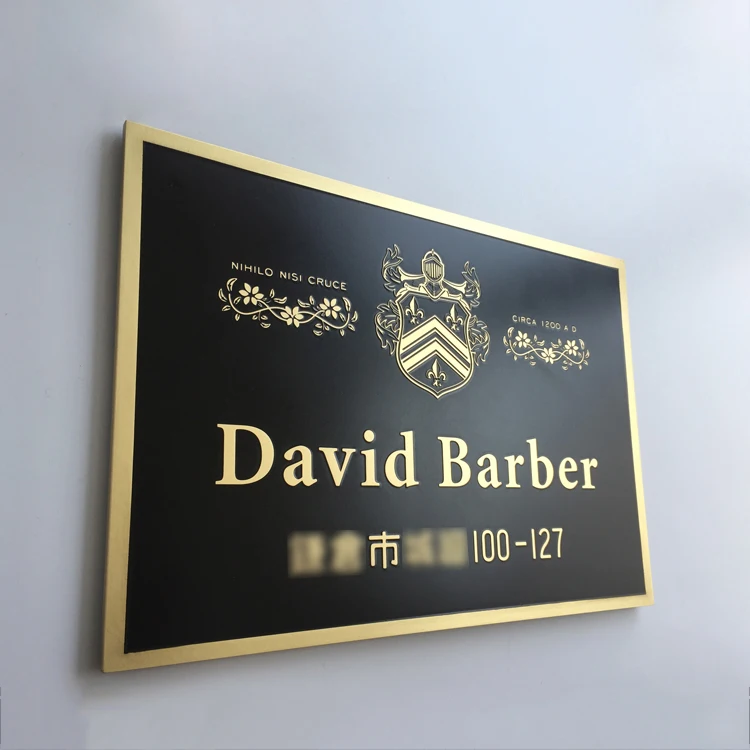 NIHILO NISI CRUCE
CIRCA 1200 A D
David Barber
市 100-127